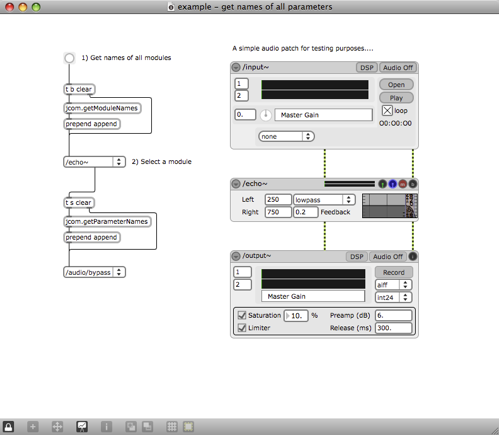 example - get names of all parameters
1) Get names of all modules
t b clear
jcom.getModuleNames
prepend append
/echo~
2) Select a module
t s clear
jcom.getParameterNames
prepend append
/audio/bypass
A simple audio patch for testing purposes....
/input~ DSP Audio Off
1
2
Open
Play
loop
0. Master Gain
00:00:00
none
/echo~
Left 250 lowpass
Right 750 0.2 Feedback
/output~ DSP Audio Off
1
2
Record
aiff
Master Gain
int24
Saturation 10. % Preamp (dB) 6.
Limiter Release (ms) 300.